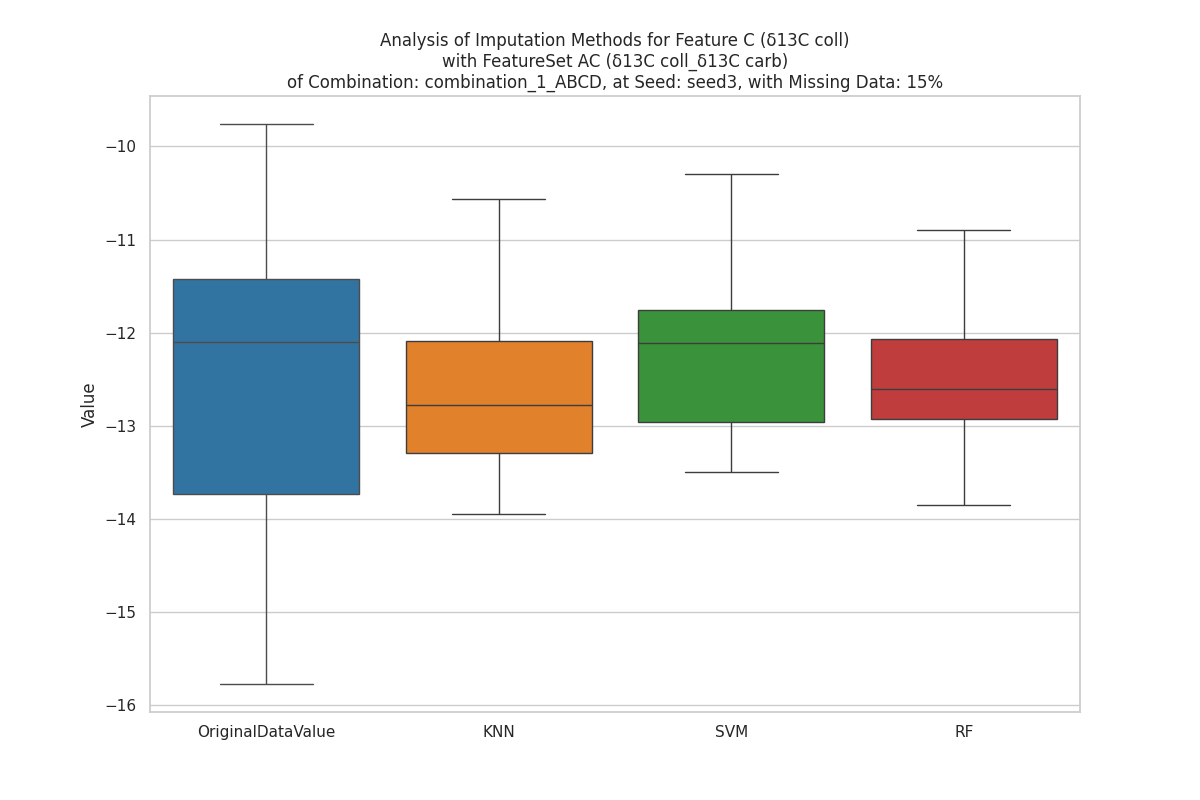 Analysis of Imputation Methods for Feature C (δ13C coll)
with FeatureSet AC (δ13C coll_δ13C carb)
of Combination: combination_1_ABCD, at Seed: seed3, with Missing Data: 15%
Value
−10
−11
−12
−13
−14
−15
−16
OriginalDataValue
KNN
SVM
RF